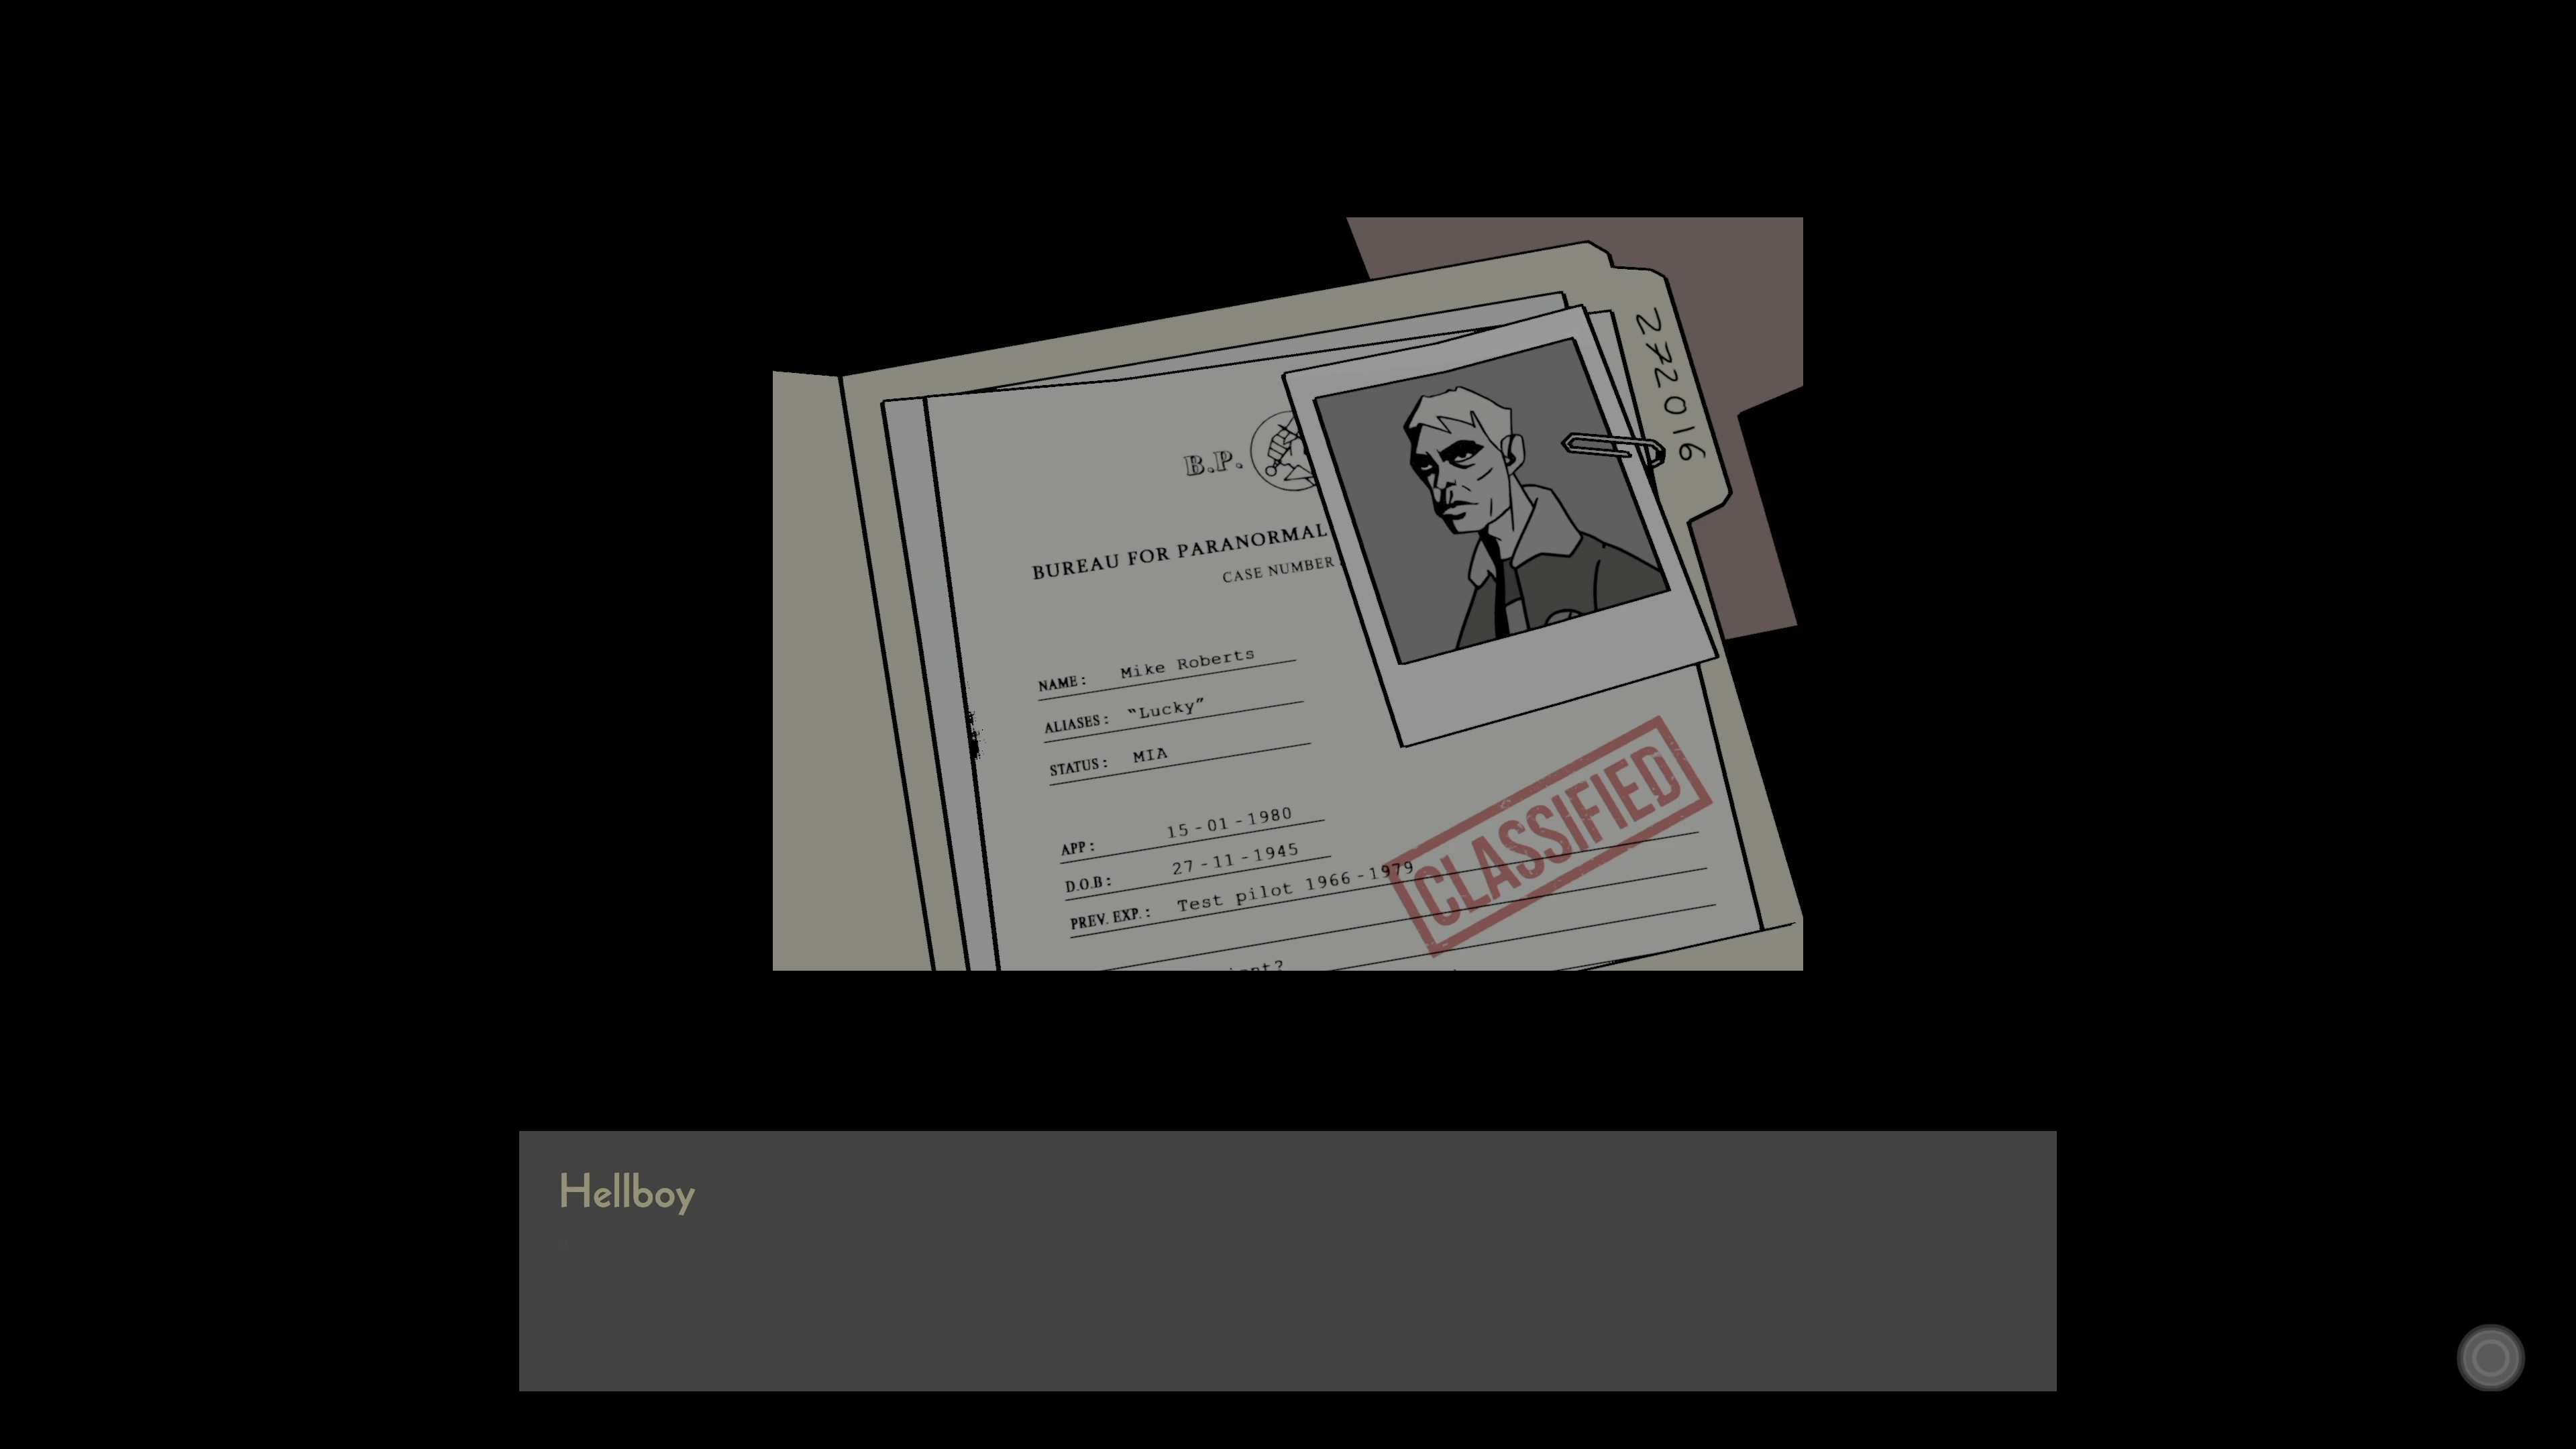 2722016
B.P.
BUREAU FOR PARANORMAL
CASE NUMBER
NAME: Mike Roberts
ALIASES: “Lucky”
STATUS: MIA
APP: 15-01-1980
D.O.B: 27-11-1945
PREV. EXP.: Test pilot 1966-1979
CLASSIFIED
Hellboy